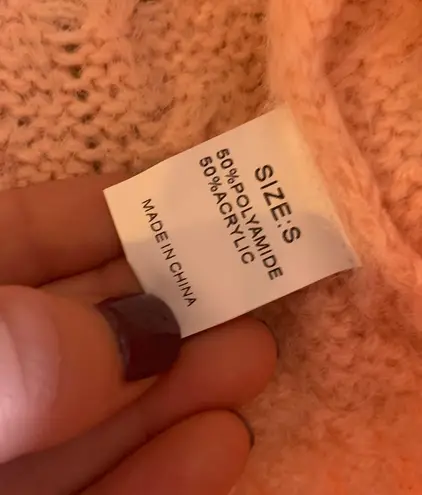 SIZE:S
50%POLYAMIDE
50%ACRYLIC
MADE IN CHINA